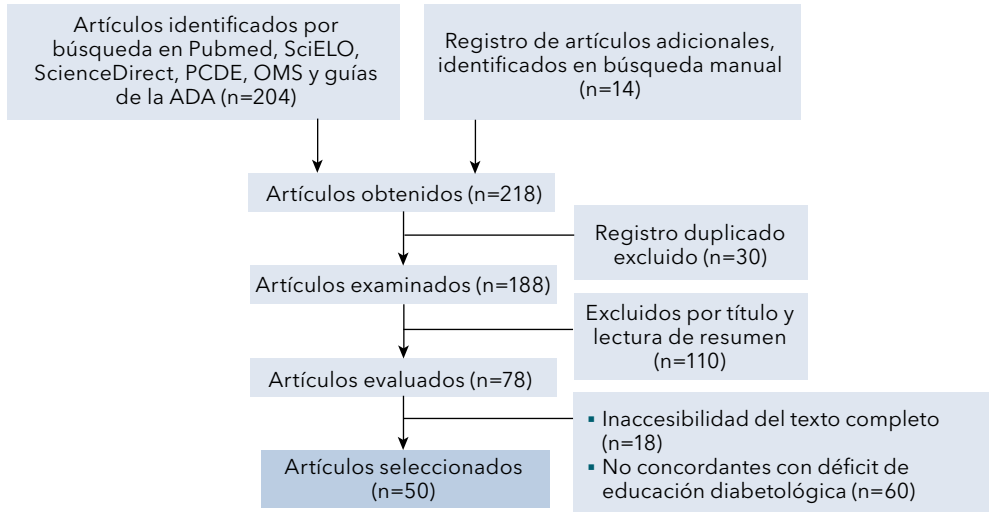 Artículos identificados por
búsqueda en Pubmed, SciELO,
ScienceDirect, PCDE, OMS y guías
de la ADA (n=204)
Registro de artículos adicionales,
identificados en búsqueda manual
(n=14)
Artículos obtenidos (n=218)
Registro duplicado
excluido (n=30)
Artículos examinados (n=188)
Excluidos por título y
lectura de resumen
(n=110)
Artículos evaluados (n=78)
▪ Inaccesibilidad del texto completo
(n=18)
▪ No concordantes con déficit de
educación diabetológica (n=60)
Artículos seleccionados
(n=50)